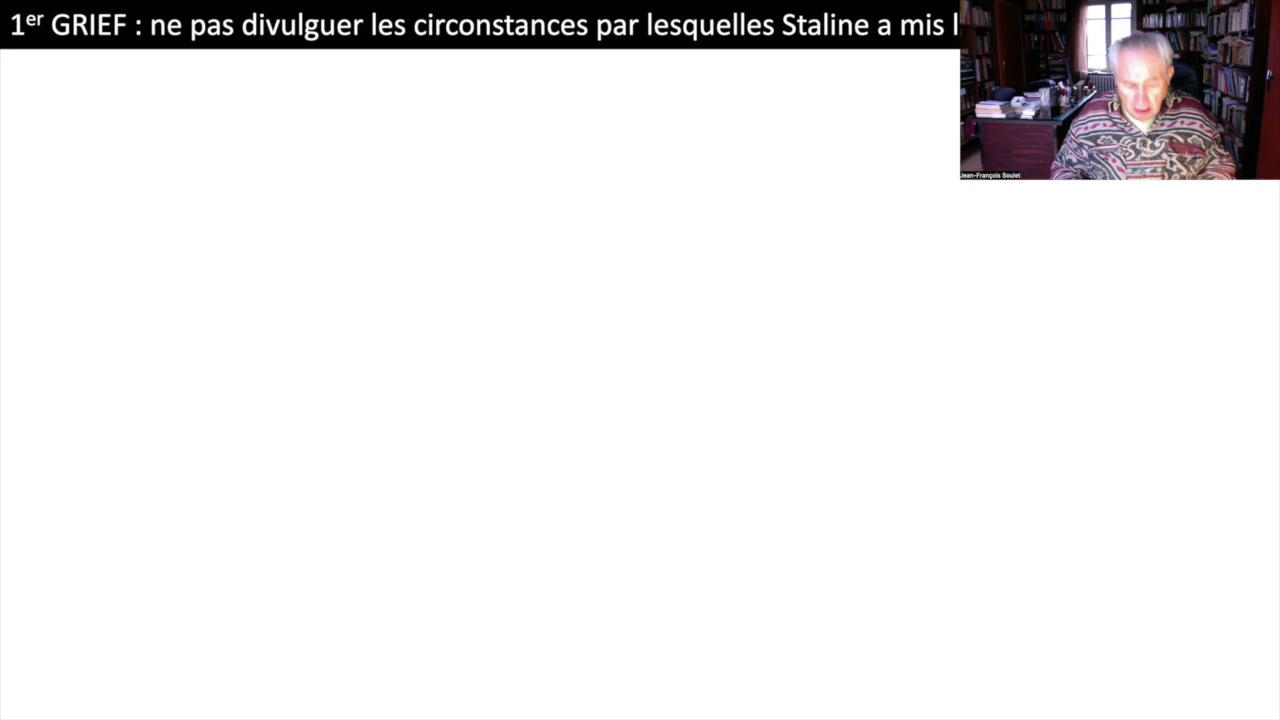 1er GRIEF : ne pas divulguer les circonstances par lesquelles Staline a mis l
Jean-François Soulet